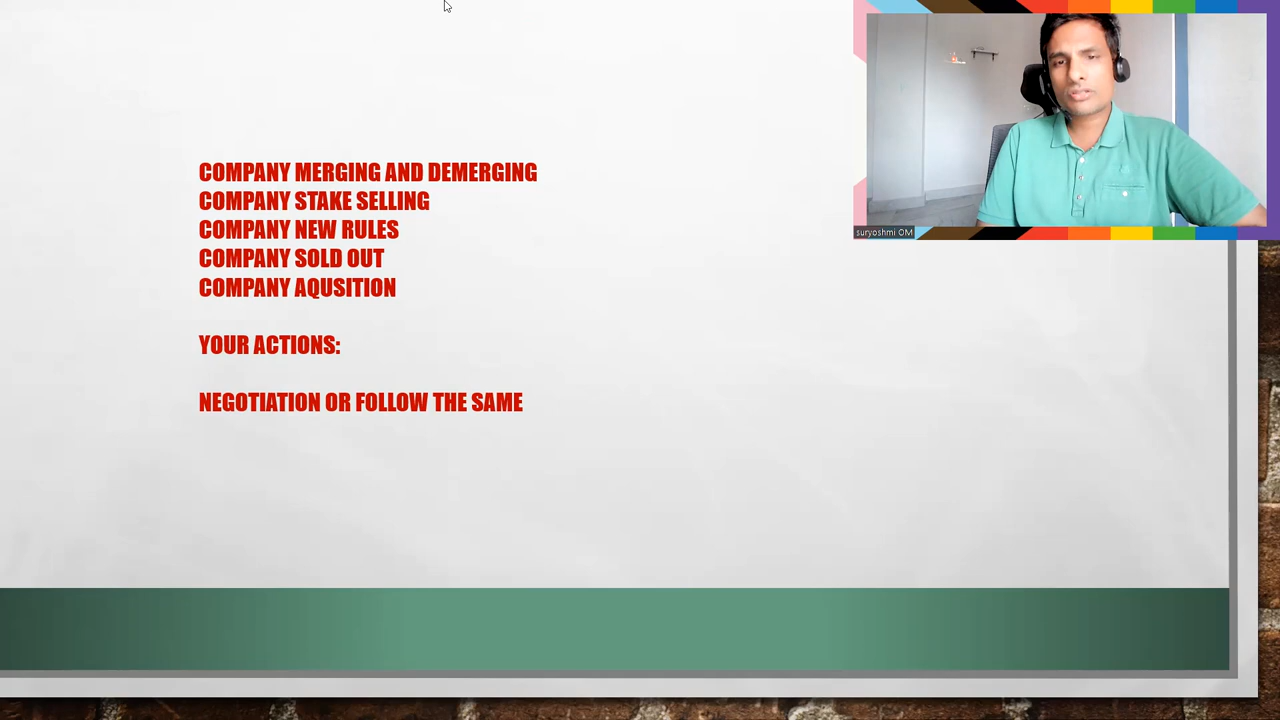 COMPANY MERGING AND DEMERGING
COMPANY STAKE SELLING
COMPANY NEW RULES
COMPANY SOLD OUT
COMPANY AQUSITION
YOUR ACTIONS:
NEGOTIATION OR FOLLOW THE SAME
suryoshmi OM